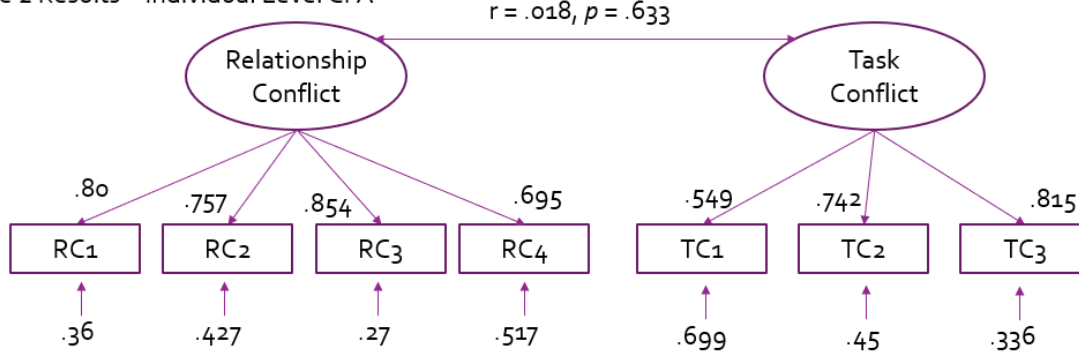 r = .018, p = .633
Relationship
Conflict
Task
Conflict
.80
.757
.854
.695
.549
.742
.815
RC1
RC2
RC3
RC4
TC1
TC2
TC3
.36
.427
.27
.517
.699
.45
.336